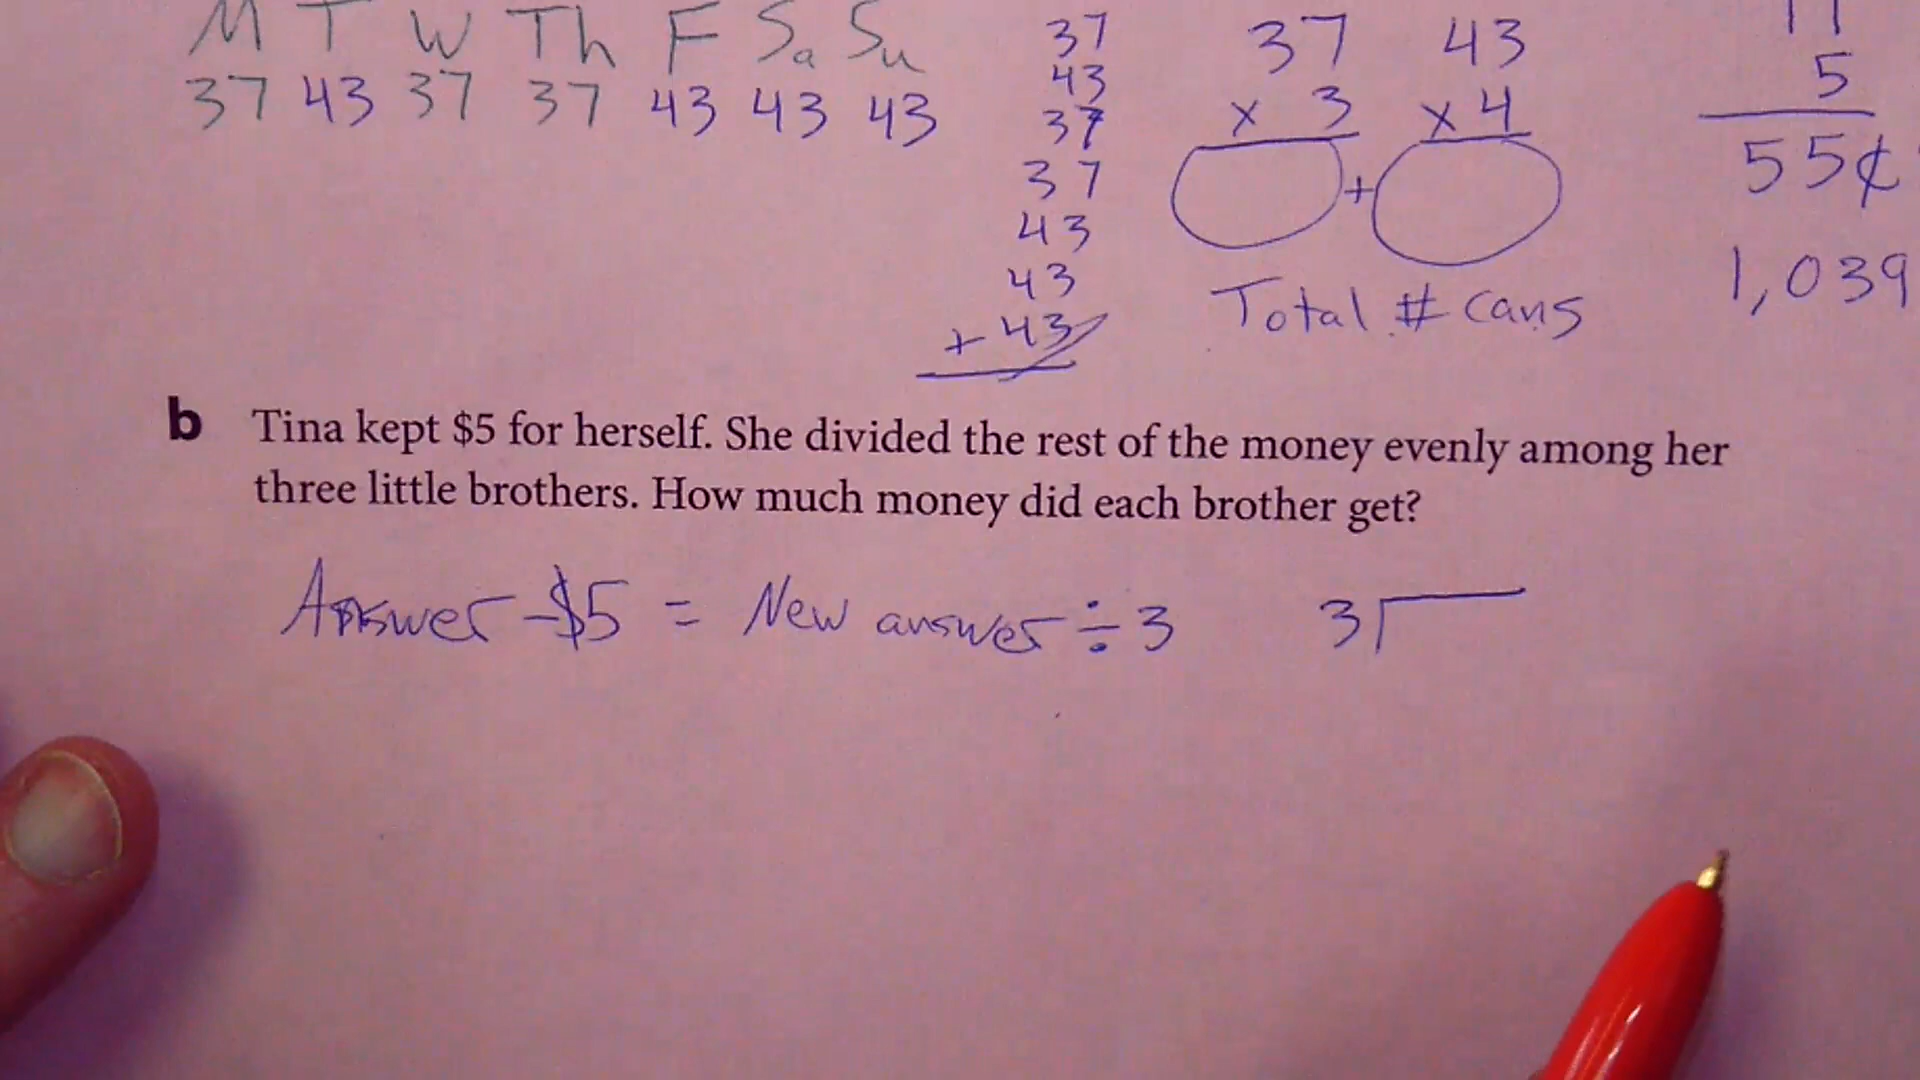 M T W Th F Sa Su
37 43 37 37 43 43 43
37
43
37
37
43
43
+ 43
37 43
x 3 x 4
+
Total # cans
11
5
55¢
1,039
b Tina kept $5 for herself. She divided the rest of the money evenly among her
three little brothers. How much money did each brother get?
Answer - $5 = New answer ÷ 3 3